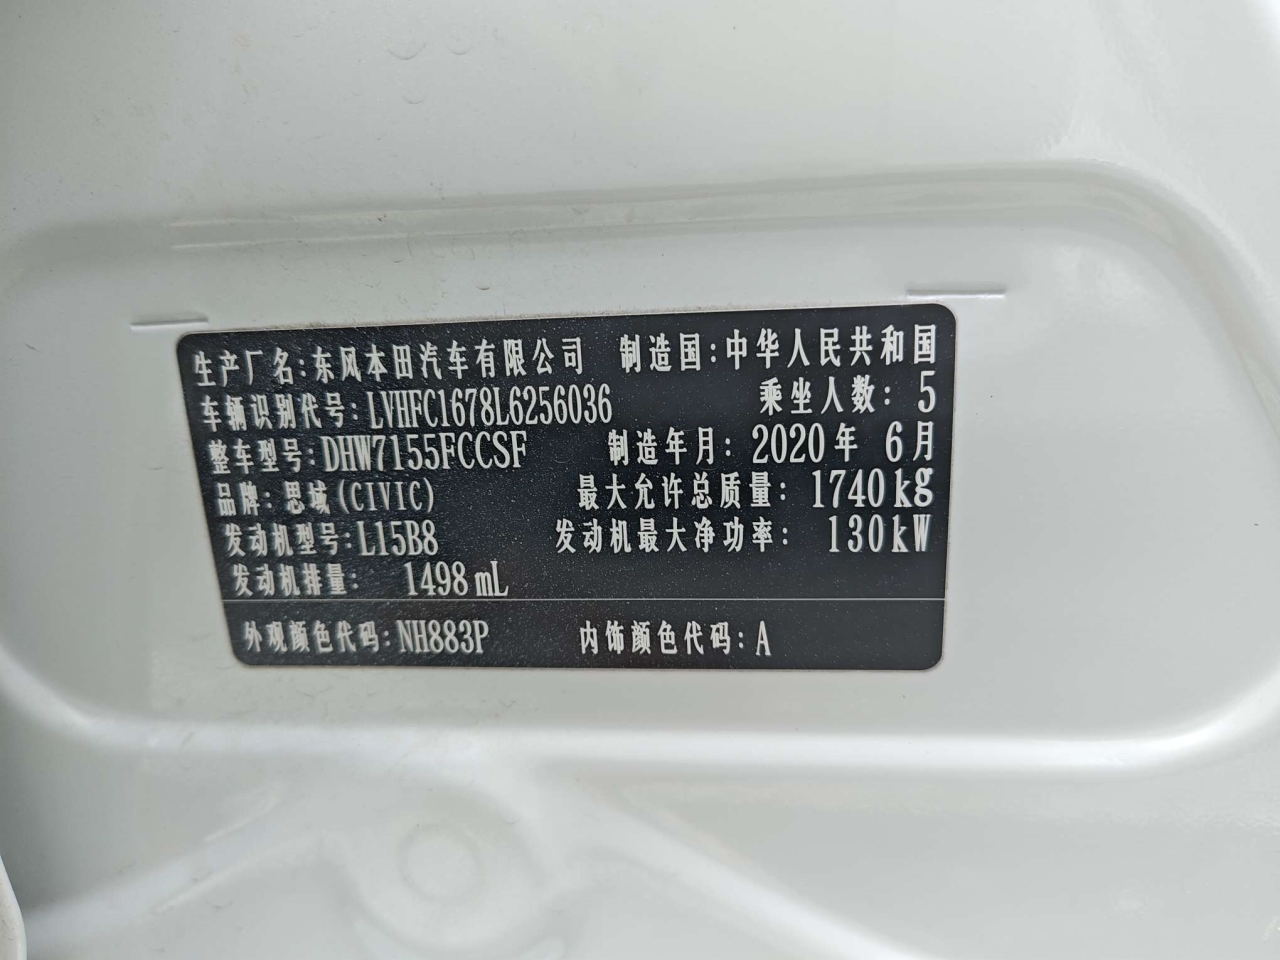 生产厂名:东风本田汽车有限公司 制造国:中华人民共和国
车辆识别代号:LVHFC1678L6256036 乘坐人数:5
整车型号:DHW7155FCCSF 制造年月:2020年 6月
品牌:思域(CIVIC) 最大允许总质量:1740kg
发动机型号:L15B8 发动机最大净功率:130kW
发动机排量: 1498mL
外观颜色代码:NH883P 内饰颜色代码:A